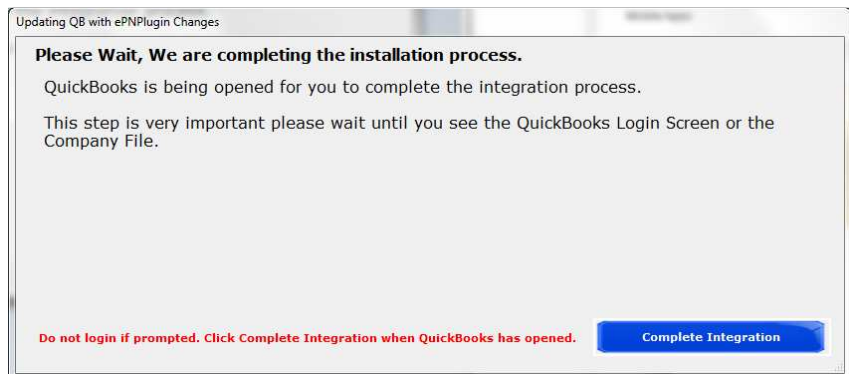 Updating QB with ePNPlugin Changes
Please Wait, We are completing the installation process.
QuickBooks is being opened for you to complete the integration process.
This step is very important please wait until you see the QuickBooks Login Screen or the
Company File.
Do not login if prompted. Click Complete Integration when QuickBooks has opened.
Complete Integration